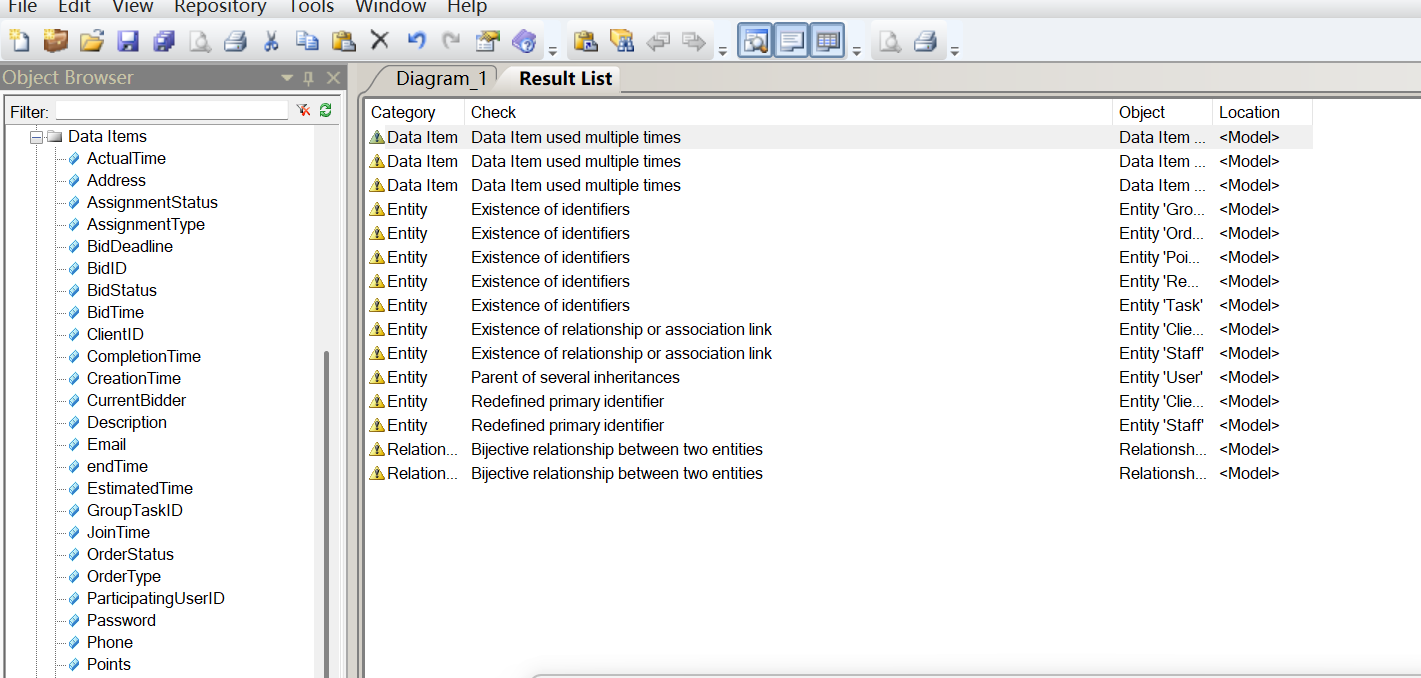 File Edit View Repository Tools Window Help
Object Browser
Diagram_1 Result List
Filter:
Data Items
ActualTime
Address
AssignmentStatus
AssignmentType
BidDeadline
BidID
BidStatus
BidTime
ClientID
CompletionTime
CreationTime
CurrentBidder
Description
Email
endTime
EstimatedTime
GroupTaskID
JoinTime
OrderStatus
OrderType
ParticipatingUserID
Password
Phone
Points
Category Check Object Location
Data Item Data Item used multiple times Data Item ... <Model>
Data Item Data Item used multiple times Data Item ... <Model>
Data Item Data Item used multiple times Data Item ... <Model>
Entity Existence of identifiers Entity 'Gro... <Model>
Entity Existence of identifiers Entity 'Ord... <Model>
Entity Existence of identifiers Entity 'Poi... <Model>
Entity Existence of identifiers Entity 'Re... <Model>
Entity Existence of identifiers Entity 'Task' <Model>
Entity Existence of relationship or association link Entity 'Clie... <Model>
Entity Existence of relationship or association link Entity 'Staff' <Model>
Entity Parent of several inheritances Entity 'User' <Model>
Entity Redefined primary identifier Entity 'Clie... <Model>
Entity Redefined primary identifier Entity 'Staff' <Model>
Relation... Bijective relationship between two entities Relationsh... <Model>
Relation... Bijective relationship between two entities Relationsh... <Model>